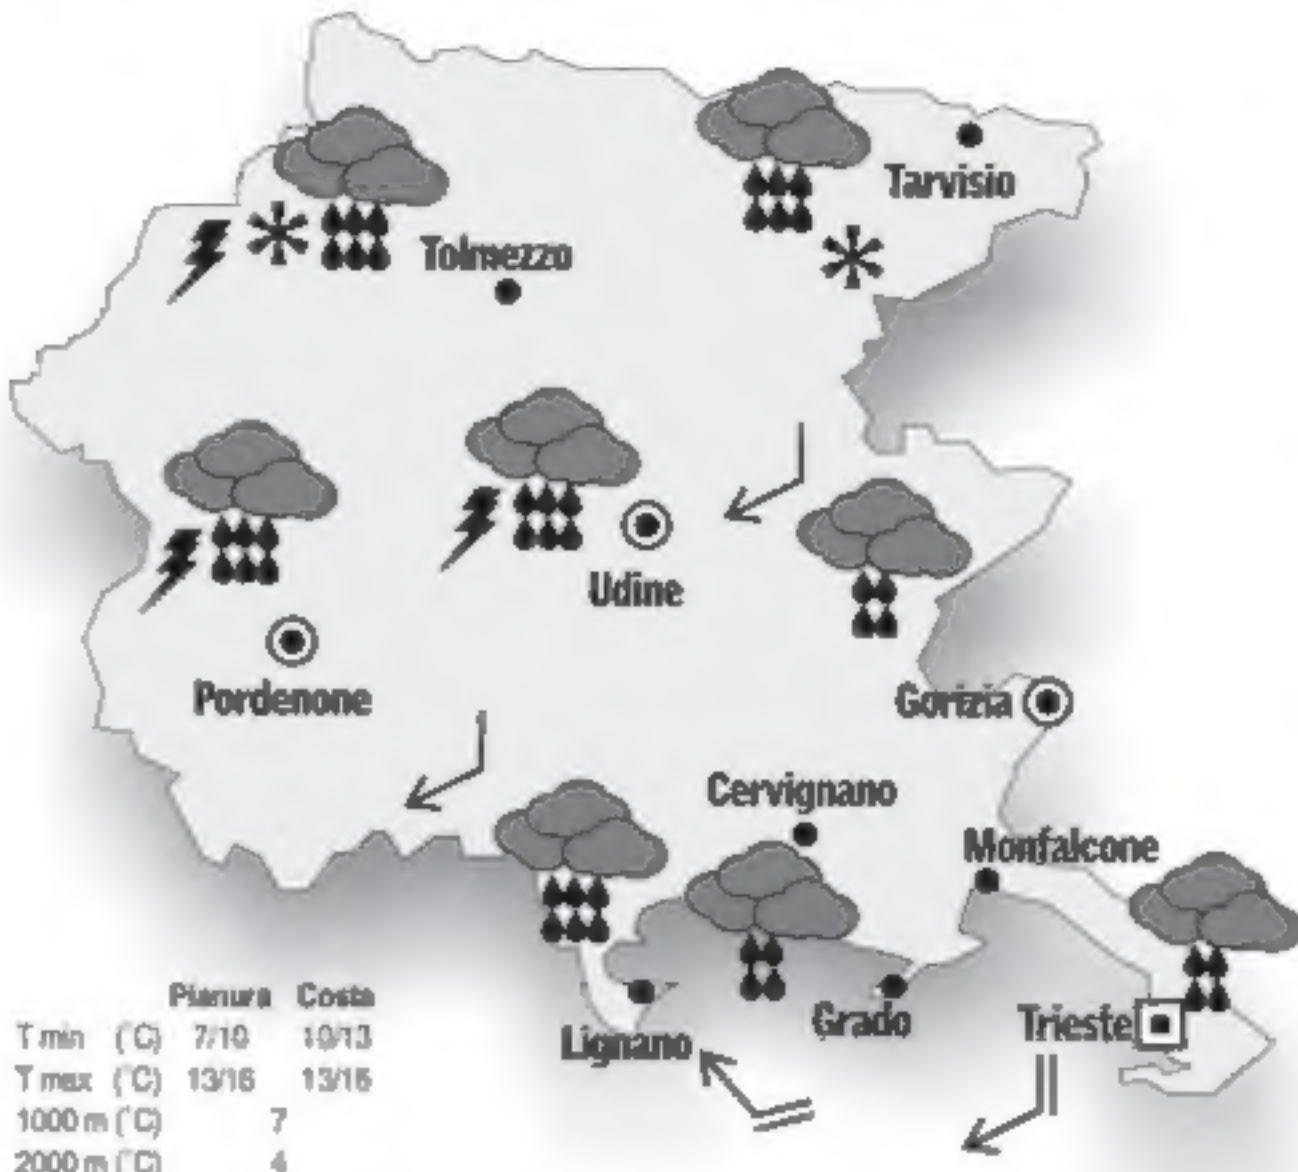 Tarvisio
Tolmezzo
Udine
Pordenone
Gorizia
Cervignano
Monfalcone
Grado
Trieste
Lignano
Pianura Costa
T min (°C) 7/10 10/13
T max (°C) 13/16 13/16
1000 m (°C) 7
2000 m (°C) 4